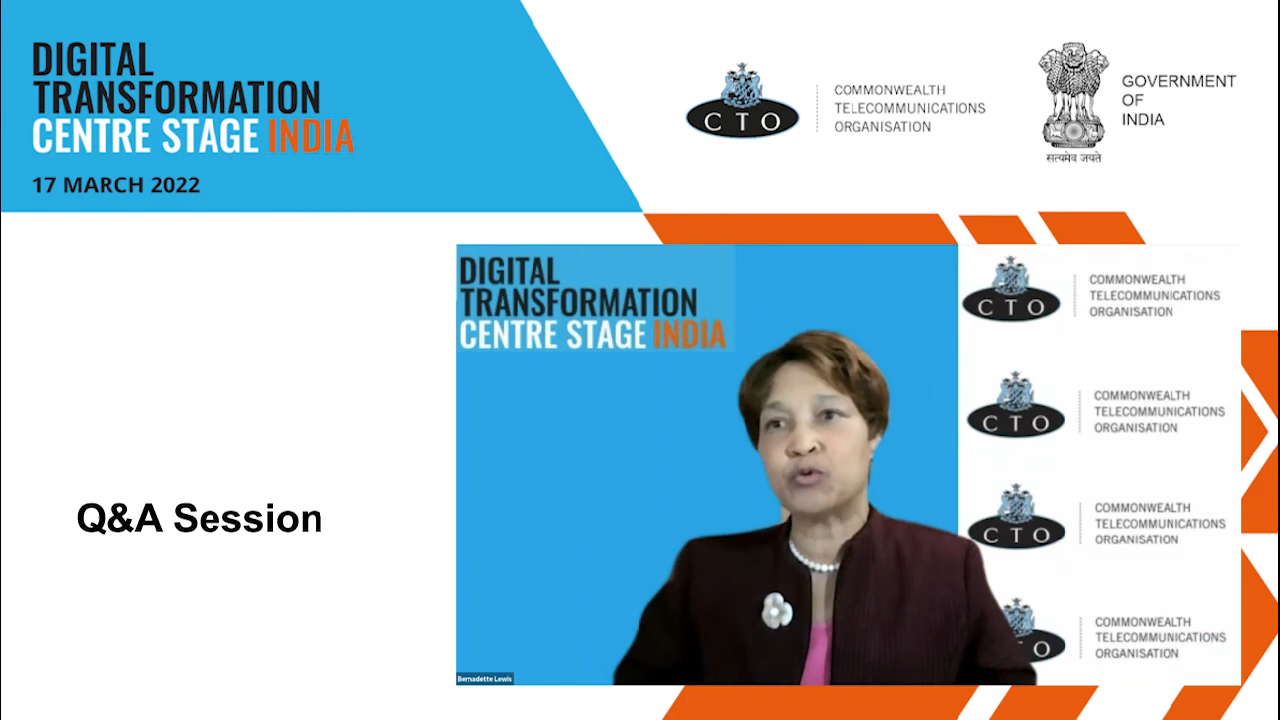 DIGITAL
TRANSFORMATION
CENTRE STAGE INDIA
17 MARCH 2022
CTO
COMMONWEALTH
TELECOMMUNICATIONS
ORGANISATION
सत्यमेव जयते
GOVERNMENT
OF
INDIA
Q&A Session
DIGITAL
TRANSFORMATION
CENTRE STAGE INDIA
CTO
COMMONWEALTH
TELECOMMUNICATIONS
ORGANISATION
CTO
COMMONWEALTH
TELECOMMUNICATIONS
ORGANISATION
CTO
COMMONWEALTH
TELECOMMUNICATIONS
ORGANISATION
O
COMMONWEALTH
TELECOMMUNICATIONS
ORGANISATION
Bernadette Lewis